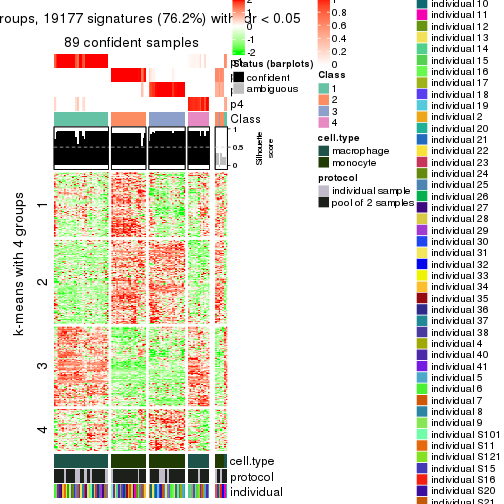 roups, 19177 signatures (76.2%) with fdr < 0.05
89 confident samples
p4
Class
1
0.5
0
Silhouette
score
k-means with 4 groups
1
2
3
4
cell.type
protocol
individual
2
1
0
-1
-2
Status (barplots)
confident
ambiguous
0.8
0.6
0.4
0.2
0
Class
1
2
3
4
cell.type
macrophage
monocyte
protocol
individual sample
pool of 2 samples
individual 10
individual 11
individual 12
individual 13
individual 14
individual 15
individual 16
individual 17
individual 18
individual 19
individual 2
individual 20
individual 21
individual 22
individual 23
individual 24
individual 25
individual 26
individual 27
individual 28
individual 29
individual 30
individual 31
individual 32
individual 33
individual 34
individual 35
individual 36
individual 37
individual 38
individual 4
individual 40
individual 41
individual 5
individual 6
individual 7
individual 8
individual 9
individual S101
individual S11
individual S121
individual S15
individual S16
individual S20
individual S21